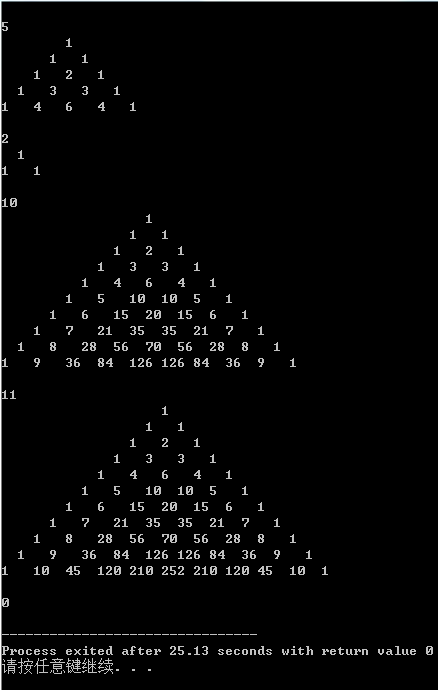 5
        1
      1   1
    1   2   1
  1   3   3   1
1   4   6   4   1
2
  1
1   1
10
                  1
                1   1
              1   2   1
            1   3   3   1
          1   4   6   4   1
        1   5   10  10  5   1
      1   6   15  20  15  6   1
    1   7   21  35  35  21  7   1
  1   8   28  56  70  56  28  8   1
1   9   36  84  126 126 84  36  9   1
11
                    1
                  1   1
                1   2   1
              1   3   3   1
            1   4   6   4   1
          1   5   10  10  5   1
        1   6   15  20  15  6   1
      1   7   21  35  35  21  7   1
    1   8   28  56  70  56  28  8   1
  1   9   36  84  126 126 84  36  9   1
1   10  45  120 210 252 210 120 45  10  1
0
--------------------------------
Process exited after 25.13 seconds with return value 0
请按任意键继续. . .